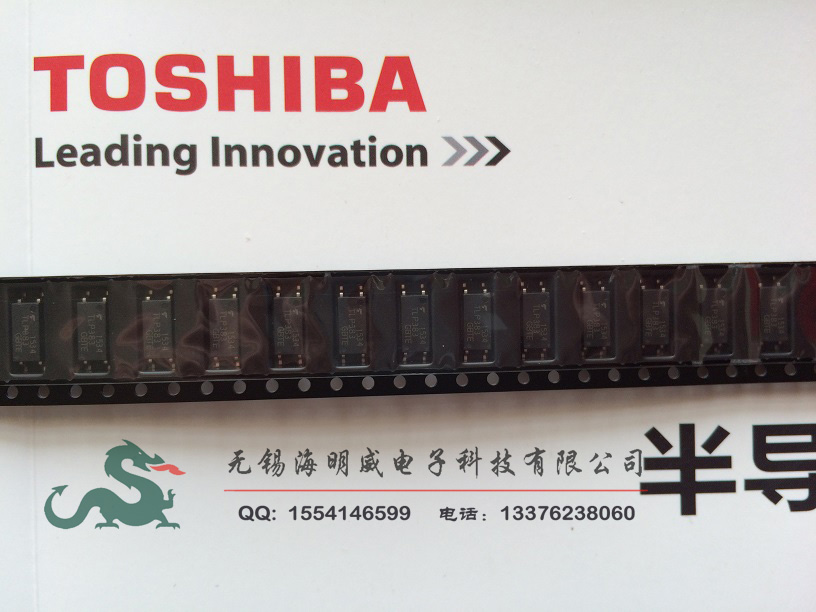 TOSHIBA
Leading Innovation
无锡海明威电子科技有限公司
半导
QQ: 1554146599 电话：13376238060